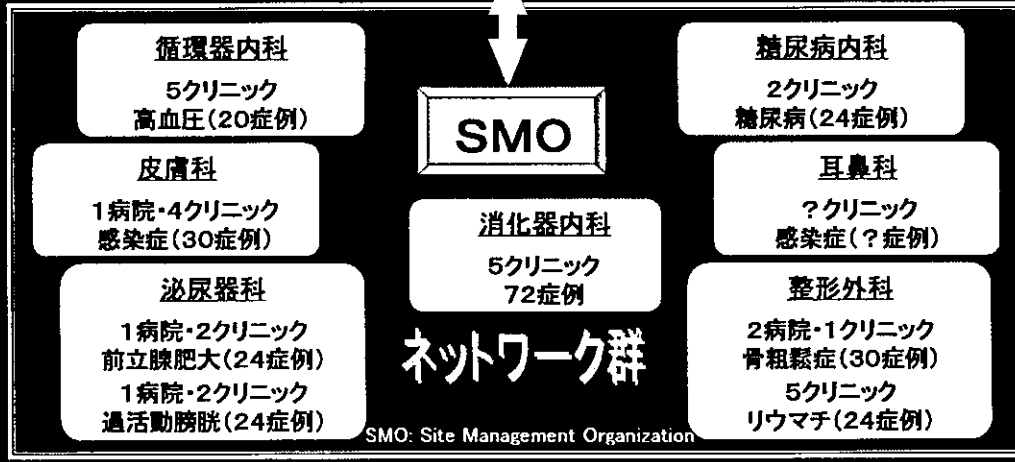 循環器内科
5クリニック
高血圧(20症例)
糖尿病内科
2クリニック
糖尿病(24症例)
SMO
皮膚科
1病院・4クリニック
感染症(30症例)
消化器内科
5クリニック
72症例
耳鼻科
?クリニック
感染症(?症例)
泌尿器科
1病院・2クリニック
前立腺肥大(24症例)
1病院・2クリニック
過活動膀胱(24症例)
ネットワーク群
整形外科
2病院・1クリニック
骨粗鬆症(30症例)
5クリニック
リウマチ(24症例)
SMO: Site Management Organization